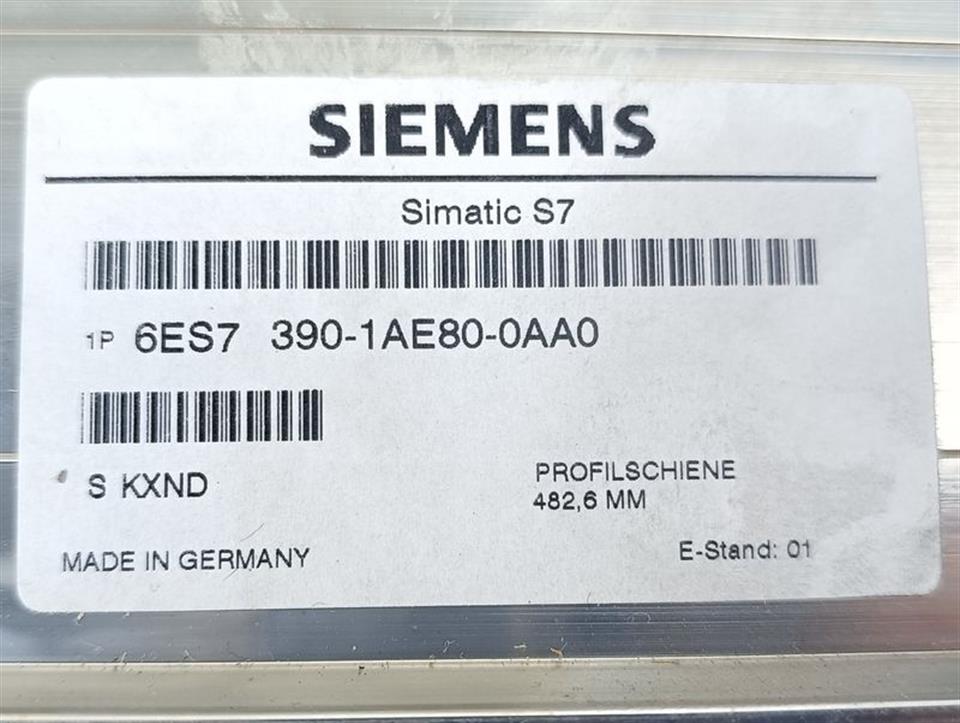 SIEMENS
Simatic S7
1P 6ES7 390-1AE80-0AA0
S KXND
PROFILSCHIENE
482,6 MM
MADE IN GERMANY
E-Stand: 01